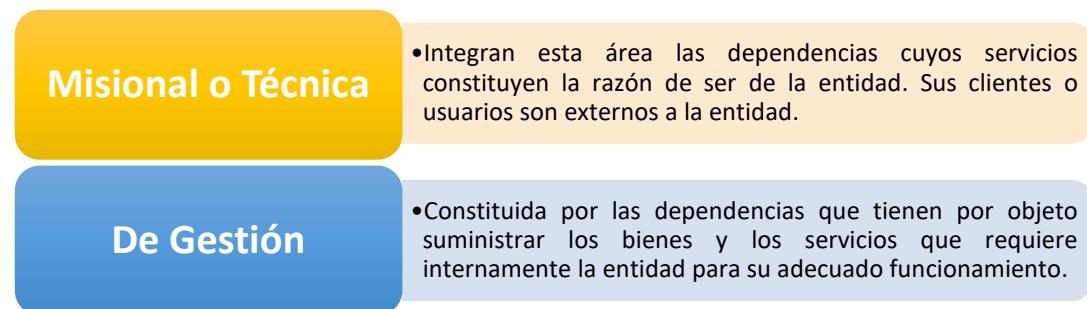 Misional o Técnica
•Integran esta área las dependencias cuyos servicios
constituyen la razón de ser de la entidad. Sus clientes o
usuarios son externos a la entidad.
De Gestión
•Constituida por las dependencias que tienen por objeto
suministrar los bienes y los servicios que requiere
internamente la entidad para su adecuado funcionamiento.